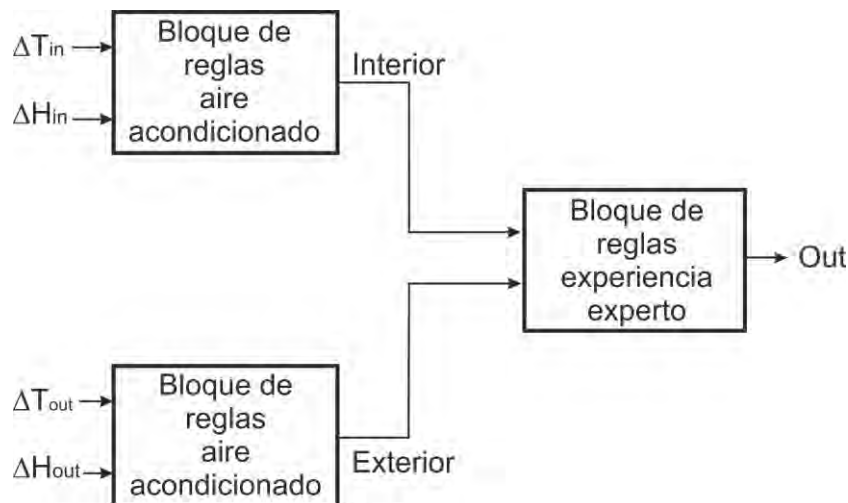 ΔTin
ΔHin
Bloque de
reglas
aire
acondicionado
Interior
Bloque de
reglas
experiencia
experto
Out
ΔTout
ΔHout
Bloque de
reglas
aire
acondicionado
Exterior